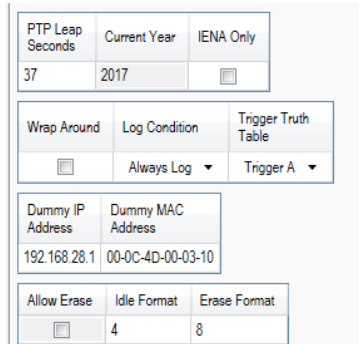 PTP Leap Seconds Current Year IENA Only
37 2017
Wrap Around Log Condition Trigger Truth Table
Always Log Trigger A
Dummy IP Address Dummy MAC Address
192.168.28.1 00-0C-4D-00-03-10
Allow Erase Idle Format Erase Format
4 8